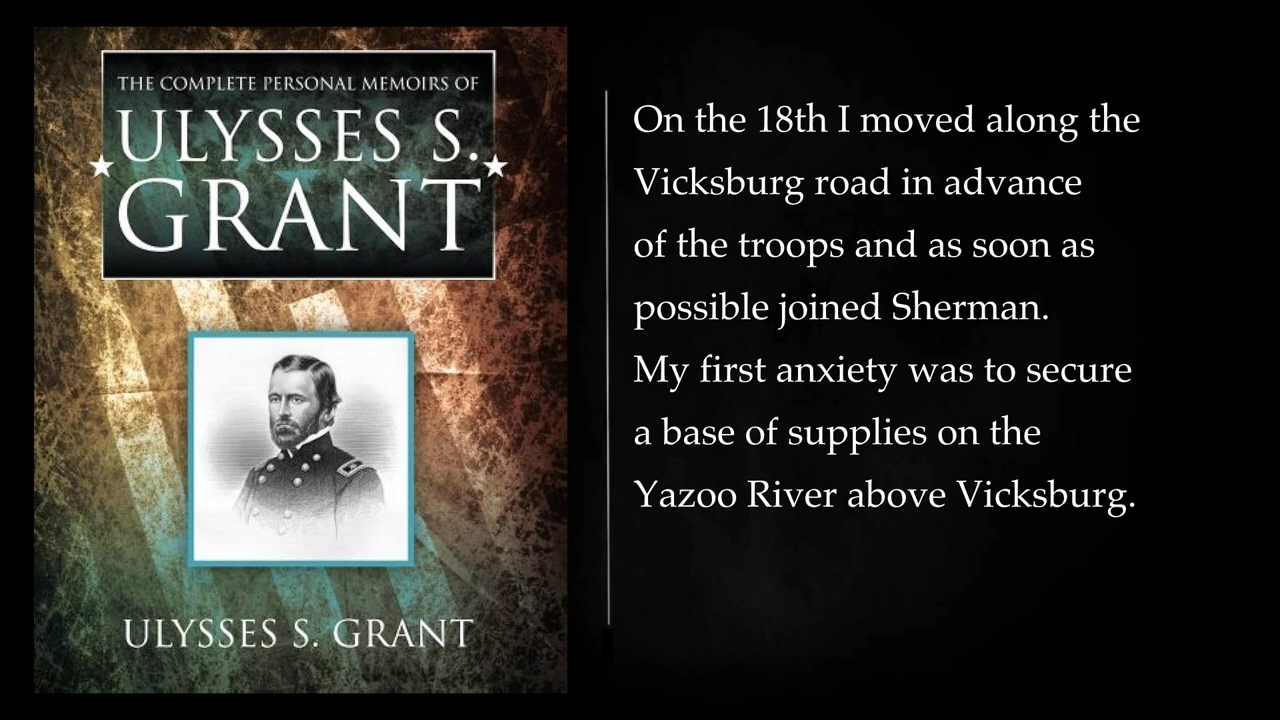 THE COMPLETE PERSONAL MEMOIRS OF
ULYSSES S.
GRANT
ULYSSES S. GRANT
On the 18th I moved along the
Vicksburg road in advance
of the troops and as soon as
possible joined Sherman.
My first anxiety was to secure
a base of supplies on the
Yazoo River above Vicksburg.